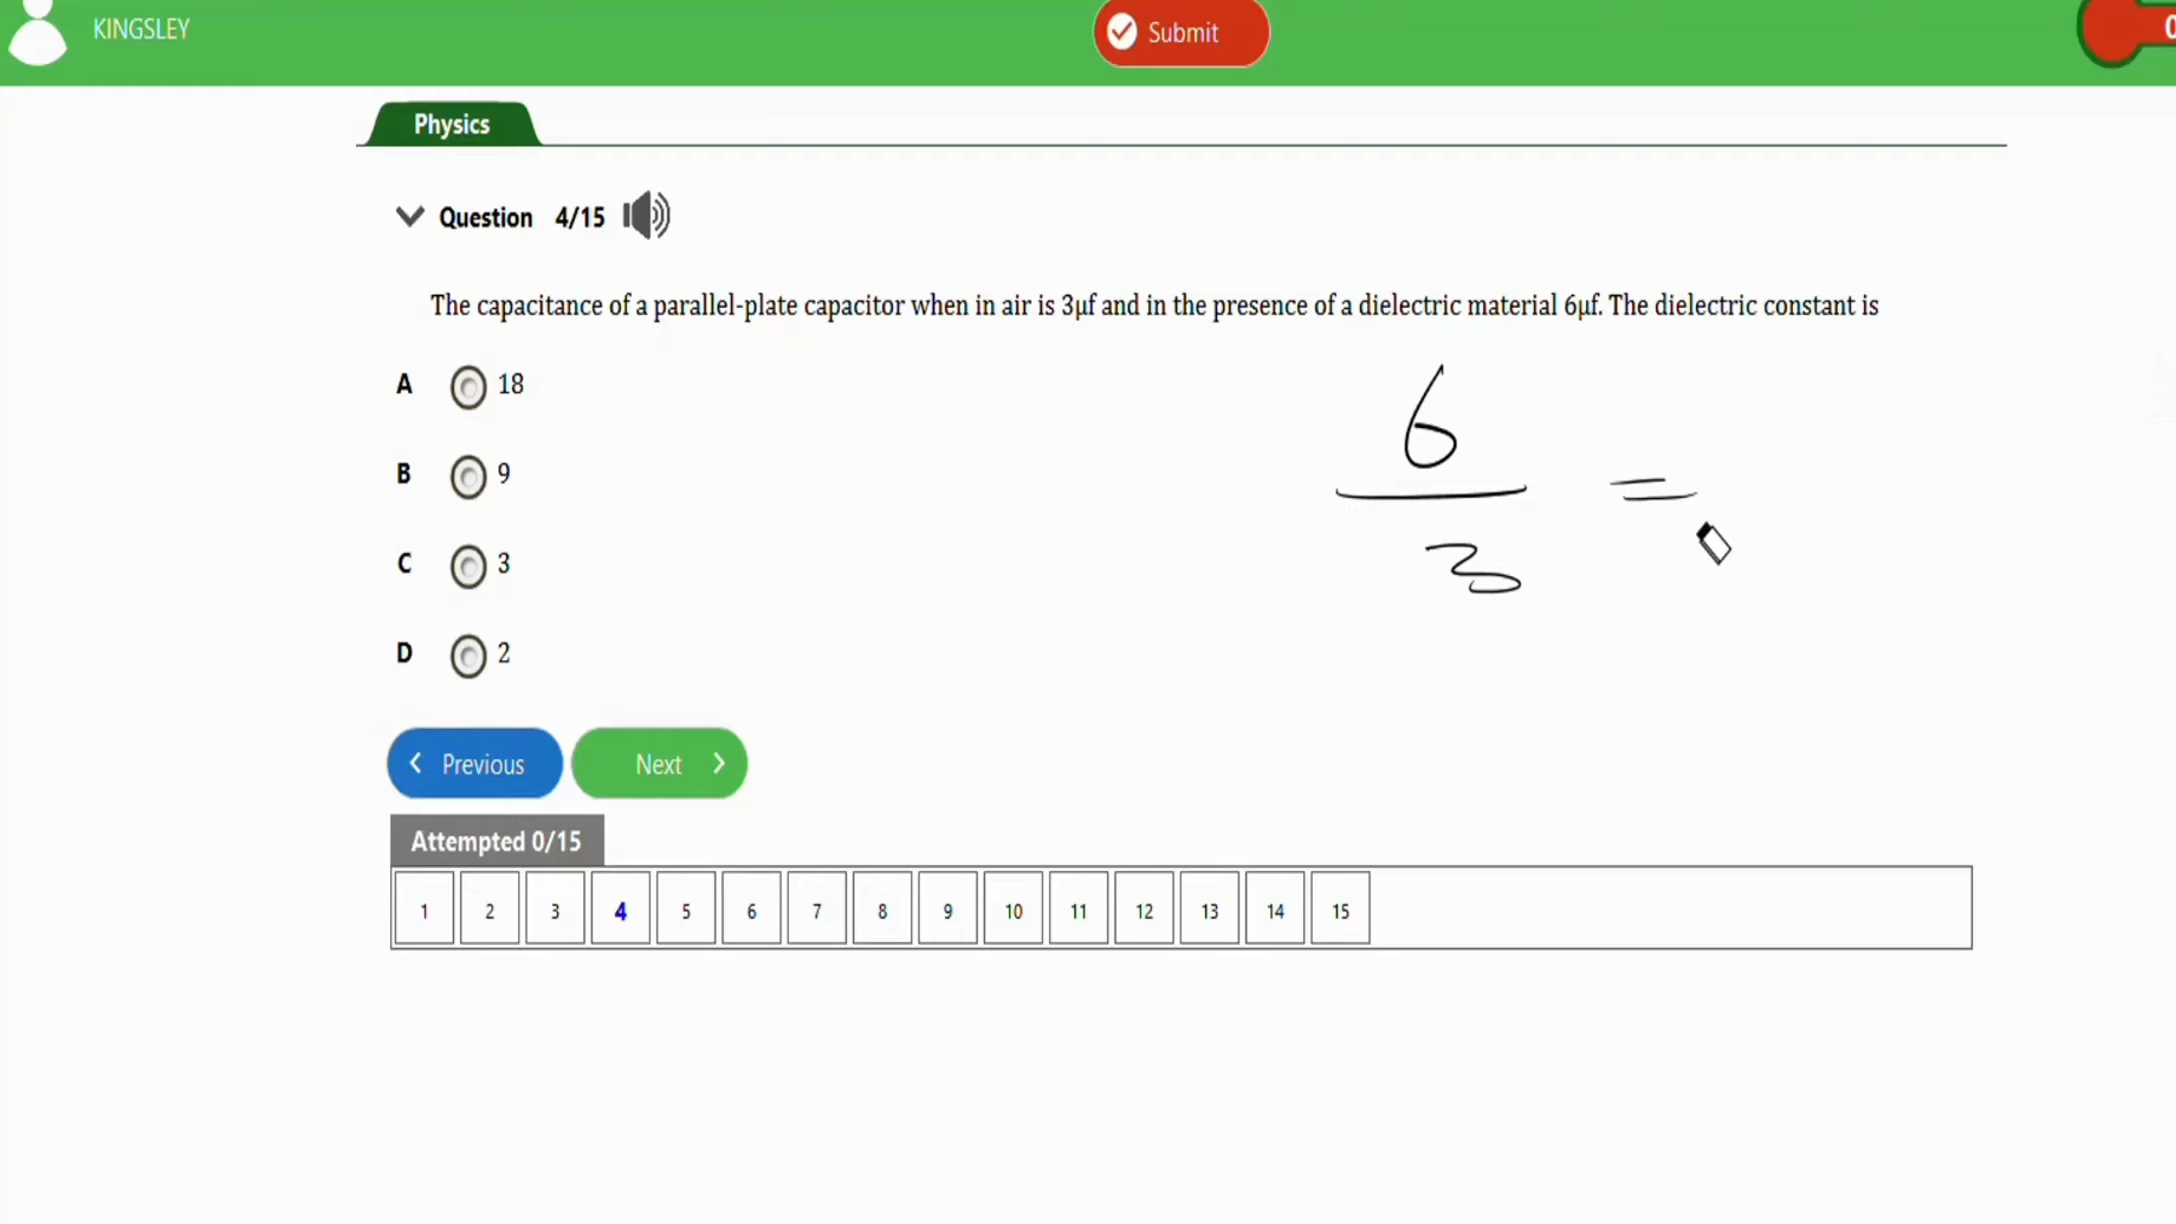 KINGSLEY
Submit
0
Physics
Question 4/15
The capacitance of a parallel-plate capacitor when in air is 3μf and in the presence of a dielectric material 6μf. The dielectric constant is
A 18
B 9
C 3
D 2
6
=
3
Previous
Next
Attempted 0/15
1 2 3 4 5 6 7 8 9 10 11 12 13 14 15